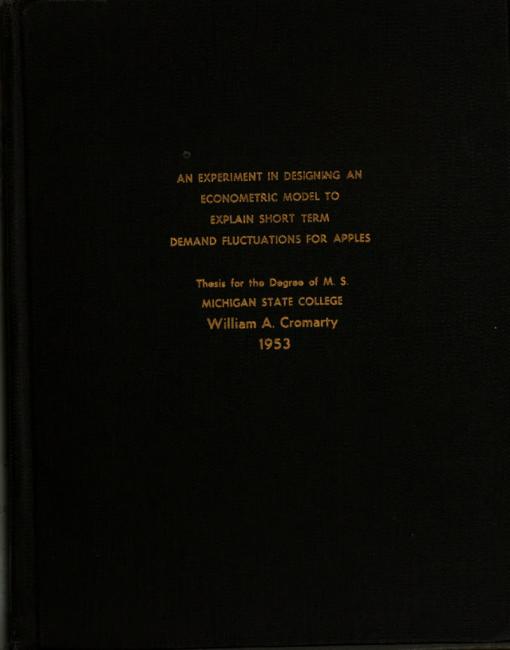 AN EXPERIMENT IN DESIGNING AN
ECONOMETRIC MODEL TO
EXPLAIN SHORT TERM
DEMAND FLUCTUATIONS FOR APPLES
Thesis for the Degree of M. S.
MICHIGAN STATE COLLEGE
William A. Cromarty
1953